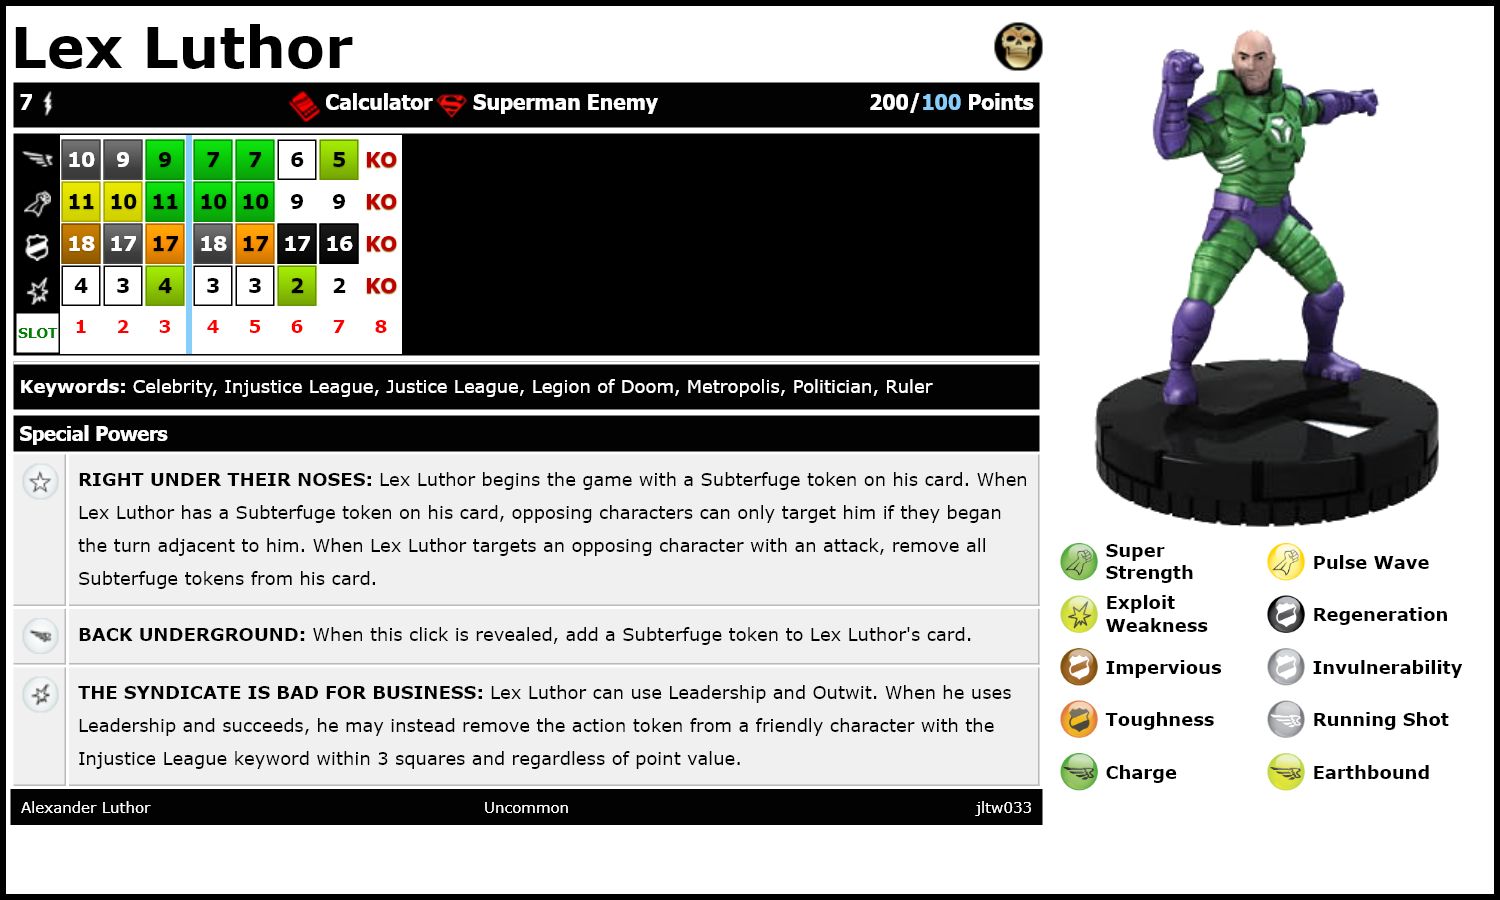 Lex Luthor
7 Calculator Superman Enemy 200/100 Points
10 9 9 7 7 6 5 KO
11 10 11 10 10 9 9 KO
18 17 17 18 17 17 16 KO
4 3 4 3 3 2 2 KO
SLOT 1 2 3 4 5 6 7 8
Keywords: Celebrity, Injustice League, Justice League, Legion of Doom, Metropolis, Politician, Ruler
Special Powers
RIGHT UNDER THEIR NOSES: Lex Luthor begins the game with a Subterfuge token on his card. When
Lex Luthor has a Subterfuge token on his card, opposing characters can only target him if they began
the turn adjacent to him. When Lex Luthor targets an opposing character with an attack, remove all
Subterfuge tokens from his card.
BACK UNDERGROUND: When this click is revealed, add a Subterfuge token to Lex Luthor's card.
THE SYNDICATE IS BAD FOR BUSINESS: Lex Luthor can use Leadership and Outwit. When he uses
Leadership and succeeds, he may instead remove the action token from a friendly character with the
Injustice League keyword within 3 squares and regardless of point value.
Alexander Luthor Uncommon jltw033
Super
Strength
Pulse Wave
Exploit
Weakness
Regeneration
Impervious
Invulnerability
Toughness
Running Shot
Charge
Earthbound